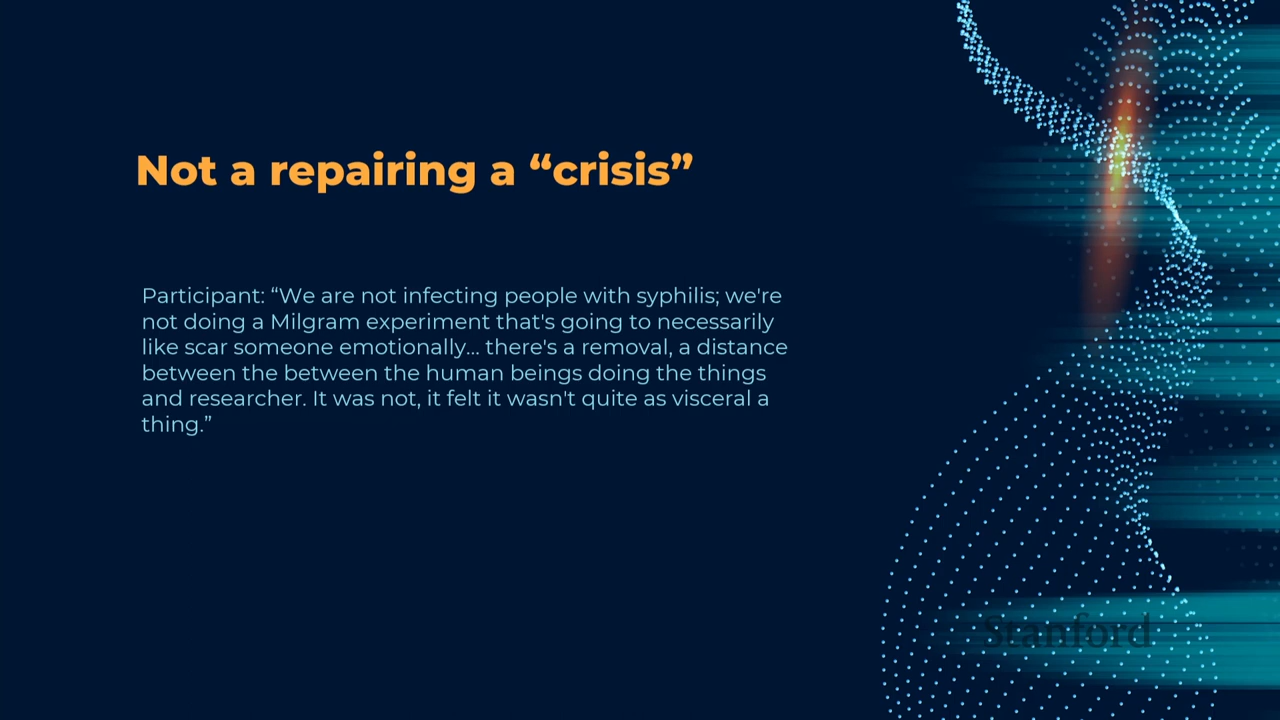 Not a repairing a “crisis”
Participant: “We are not infecting people with syphilis; we're
not doing a Milgram experiment that's going to necessarily
like scar someone emotionally... there's a removal, a distance
between the between the human beings doing the things
and researcher. It was not, it felt it wasn't quite as visceral a
thing.”
Stanford